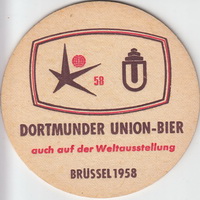 58
U
DORTMUNDER UNION-BIER
auch auf der Weltausstellung
BRÜSSEL 1958